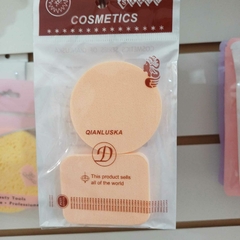 COSMETICS
QIANLUSKA
D
This product sells
all of the world